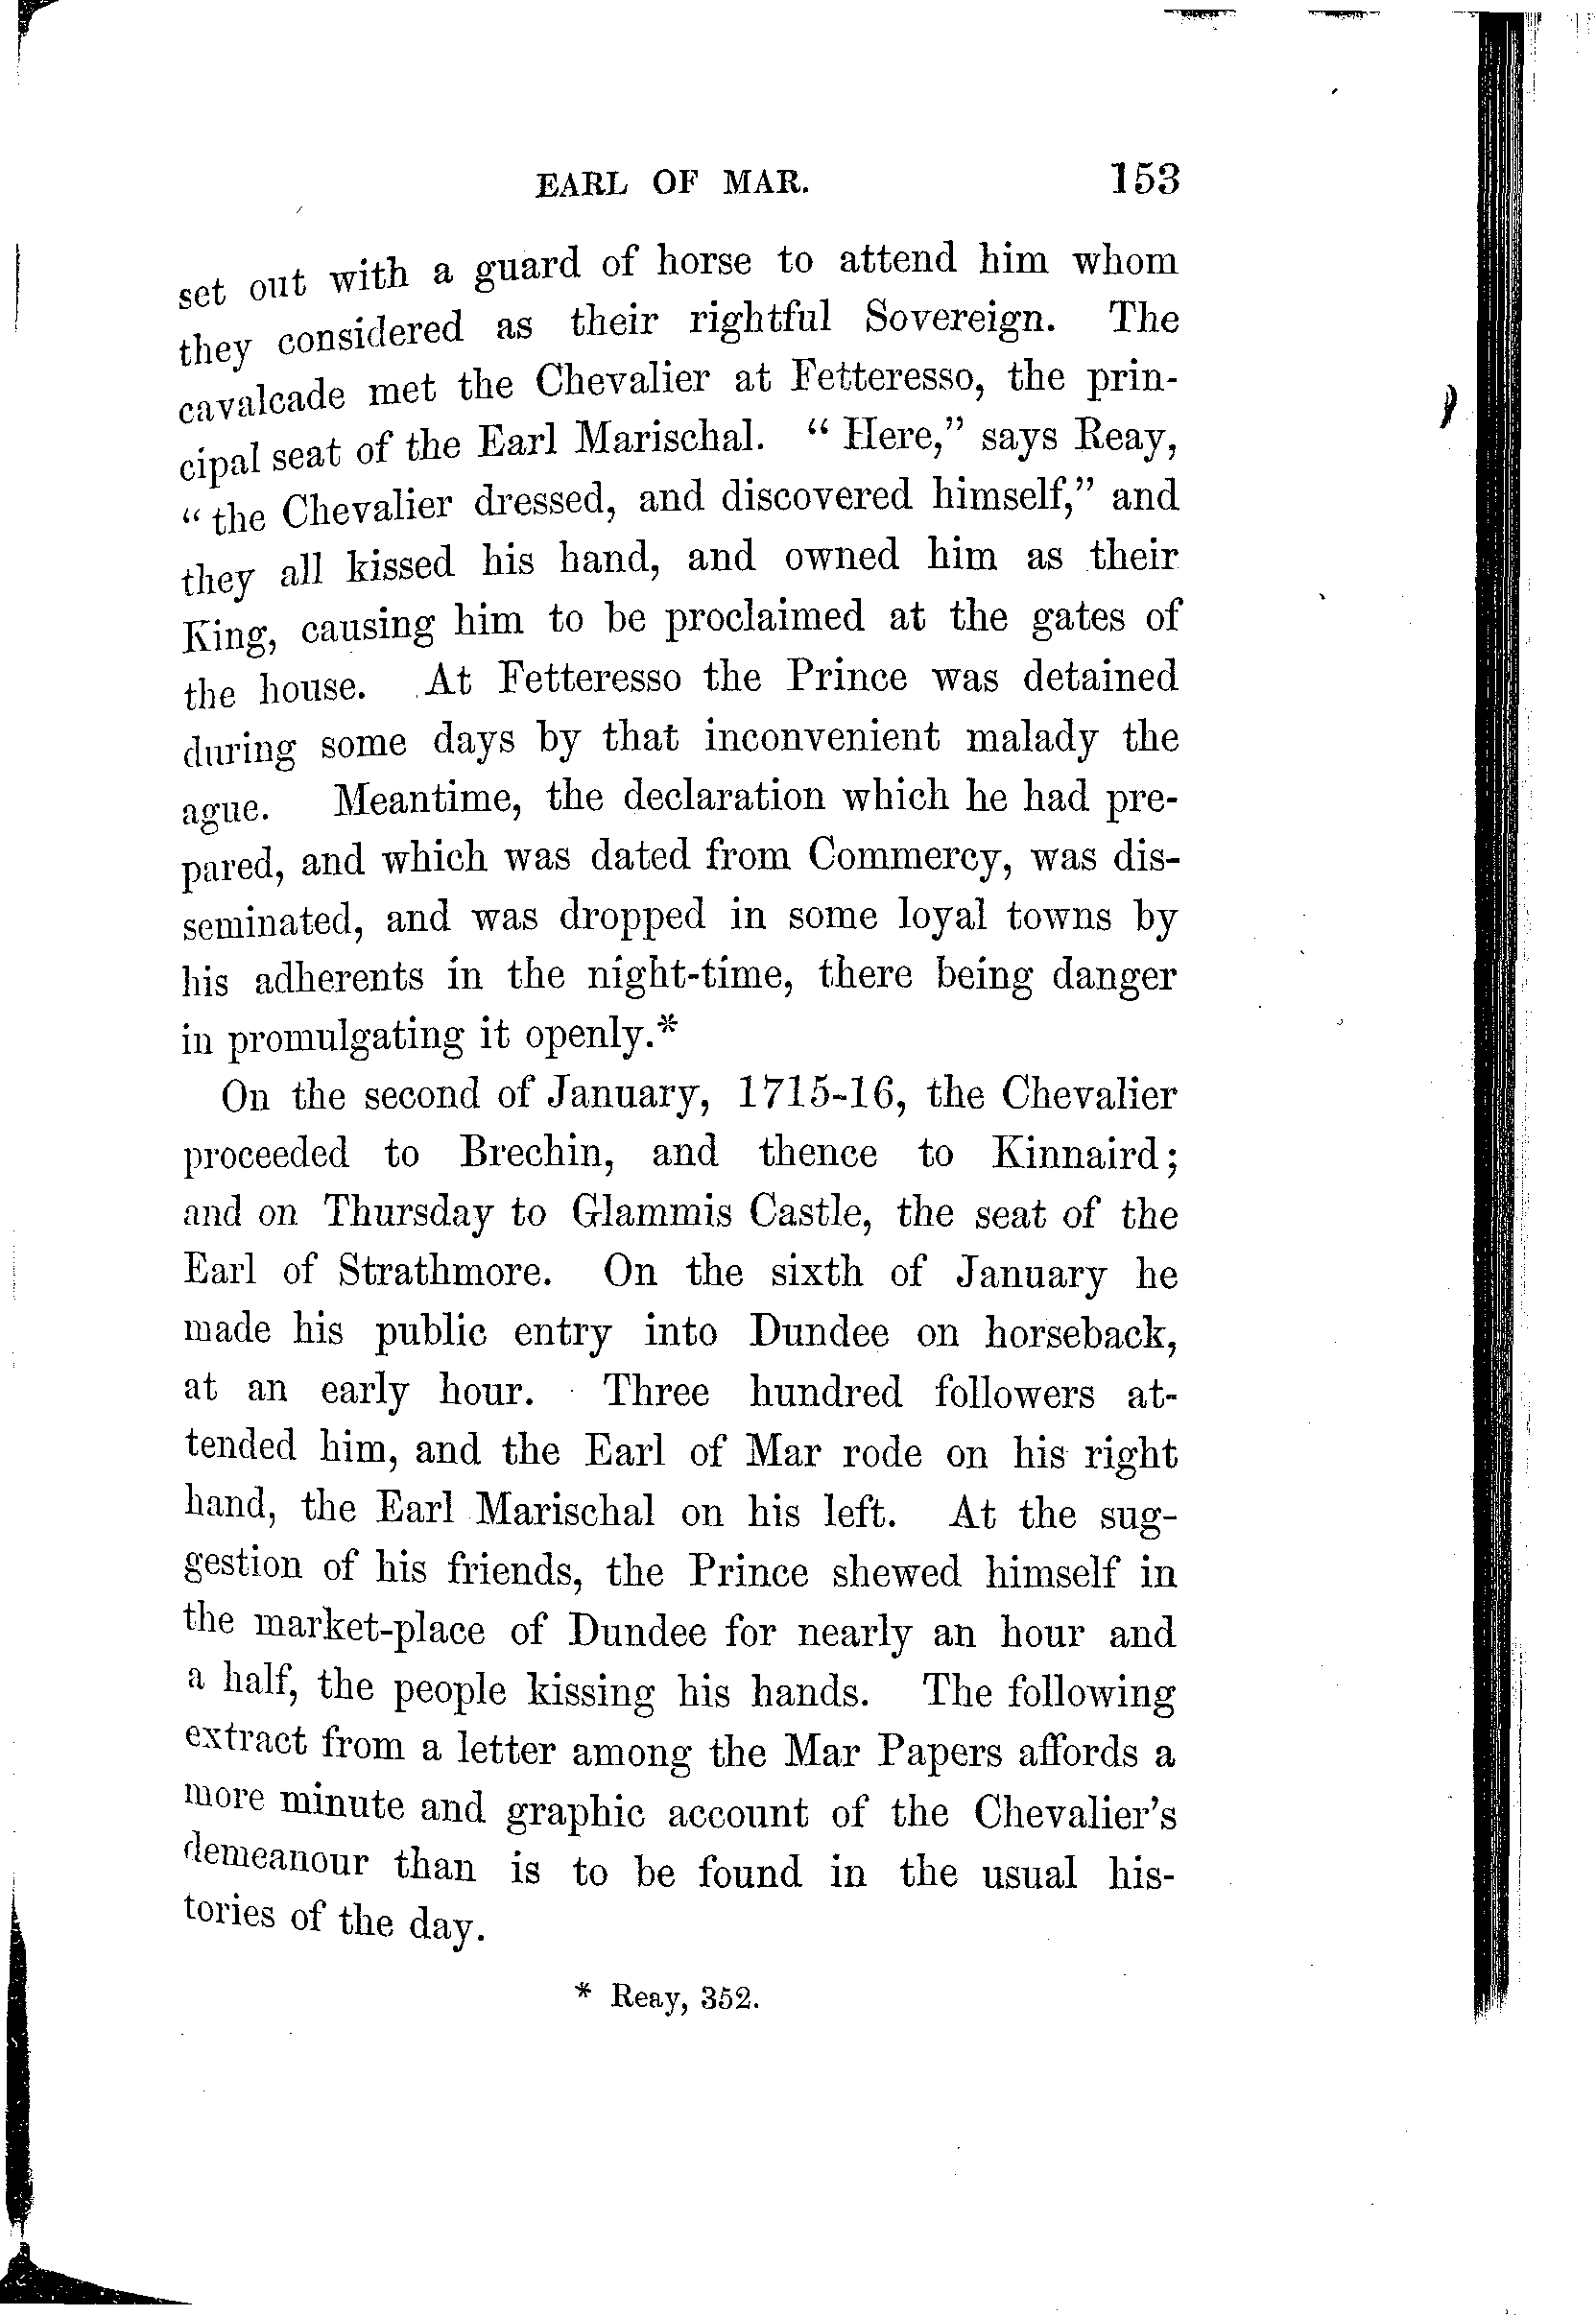 EARL OF MAR. 153
set out with a guard of horse to attend him whom
they considered as their rightful Sovereign. The
cavalcade met the Chevalier at Fetteresso, the prin-
cipal seat of the Earl Marischal. “ Here,” says Reay,
“ the Chevalier dressed, and discovered himself,” and
they all kissed his hand, and owned him as their
King, causing him to be proclaimed at the gates of
the house. At Fetteresso the Prince was detained
during some days by that inconvenient malady the
ague. Meantime, the declaration which he had pre-
pared, and which was dated from Commercy, was dis-
seminated, and was dropped in some loyal towns by
his adherents in the night-time, there being danger
in promulgating it openly.*
On the second of January, 1715-16, the Chevalier
proceeded to Brechin, and thence to Kinnaird;
and on Thursday to Glammis Castle, the seat of the
Earl of Strathmore. On the sixth of January he
made his public entry into Dundee on horseback,
at an early hour. Three hundred followers at-
tended him, and the Earl of Mar rode on his right
hand, the Earl Marischal on his left. At the sug-
gestion of his friends, the Prince shewed himself in
the market-place of Dundee for nearly an hour and
a half, the people kissing his hands. The following
extract from a letter among the Mar Papers affords a
more minute and graphic account of the Chevalier’s
demeanour than is to be found in the usual his-
tories of the day.
* Reay, 352.